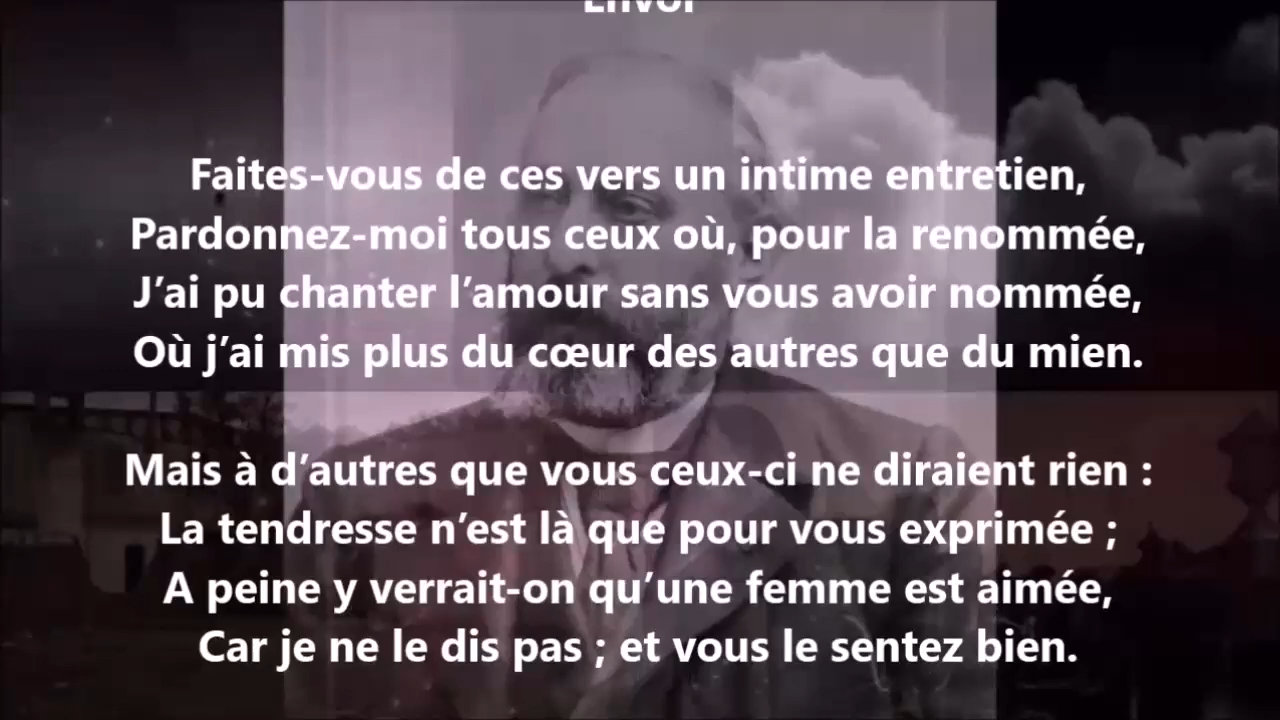 Envoi
Faites-vous de ces vers un intime entretien,
Pardonnez-moi tous ceux où, pour la renommée,
J’ai pu chanter l’amour sans vous avoir nommée,
Où j’ai mis plus du cœur des autres que du mien.
Mais à d’autres que vous ceux-ci ne diraient rien :
La tendresse n’est là que pour vous exprimée ;
A peine y verrait-on qu’une femme est aimée,
Car je ne le dis pas ; et vous le sentez bien.